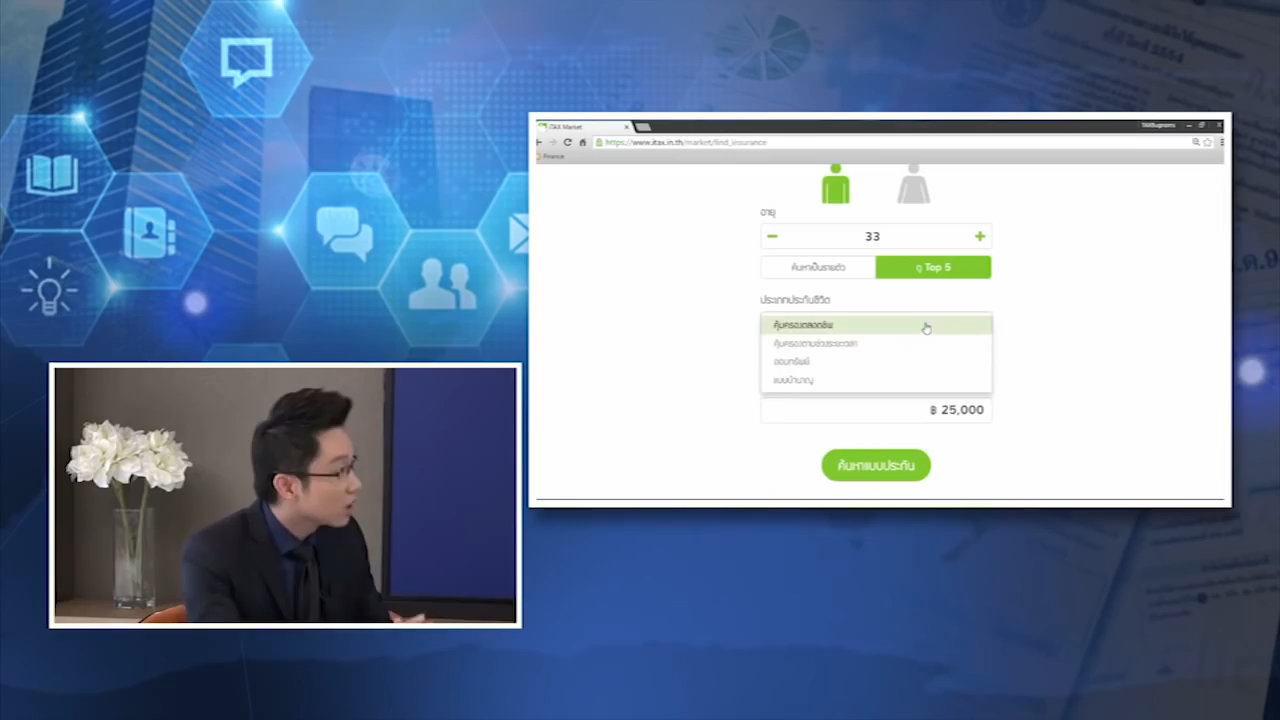 iTAX Market
https://www.itax.in.th/market/find_insurance
Finance
อายุ
33
ค้นหาเป็นรายตัว
ดู Top 5
ประเภทประกันชีวิต
คุ้มครองตลอดชีพ
คุ้มครองตามช่วงระยะเวลา
ออมทรัพย์
แบบบำนาญ
฿ 25,000
ค้นหาแบบประกัน